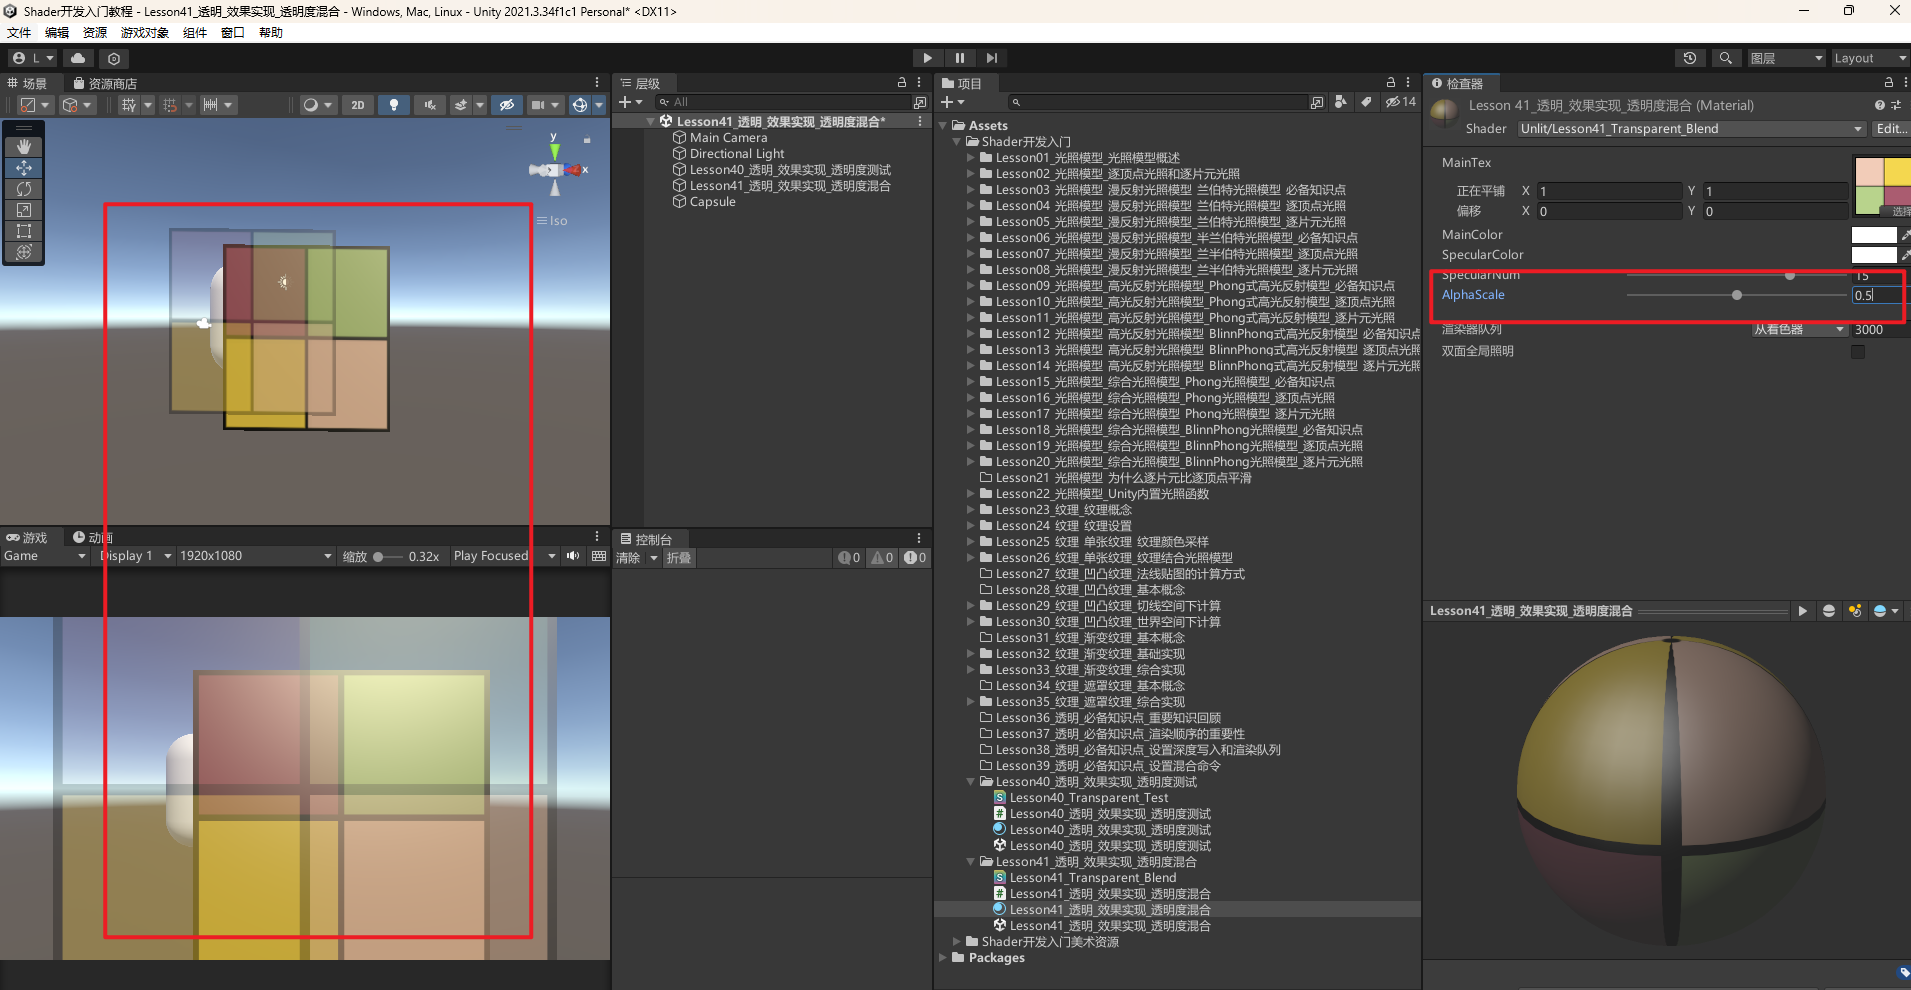 Shader开发入门教程 - Lesson41_透明_效果实现_透明度混合 - Windows, Mac, Linux - Unity 2021.3.34f1c1 Personal* <DX11>
文件 编辑 资源 游戏对象 组件 窗口 帮助
L
图层
Layout
场景
资源商店
2D
y
x
Iso
层级
All
Lesson41_透明_效果实现_透明度混合*
Main Camera
Directional Light
Lesson40_透明_效果实现_透明度测试
Lesson41_透明_效果实现_透明度混合
Capsule
游戏
动画
Game
Display 1
1920x1080
缩放
0.32x
Play Focused
控制台
清除
折叠
0
0
0
项目
14
Assets
Shader开发入门
Lesson01_光照模型_光照模型概述
Lesson02_光照模型_逐顶点光照和逐片元光照
Lesson03_光照模型_漫反射光照模型_兰伯特光照模型_必备知识点
Lesson04_光照模型_漫反射光照模型_兰伯特光照模型_逐顶点光照
Lesson05_光照模型_漫反射光照模型_兰伯特光照模型_逐片元光照
Lesson06_光照模型_漫反射光照模型_半兰伯特光照模型_必备知识点
Lesson07_光照模型_漫反射光照模型_兰半伯特光照模型_逐顶点光照
Lesson08_光照模型_漫反射光照模型_兰半伯特光照模型_逐片元光照
Lesson09_光照模型_高光反射光照模型_Phong式高光反射模型_必备知识点
Lesson10_光照模型_高光反射光照模型_Phong式高光反射模型_逐顶点光照
Lesson11_光照模型_高光反射光照模型_Phong式高光反射模型_逐片元光照
Lesson12_光照模型_高光反射光照模型_BlinnPhong式高光反射模型_必备知识点
Lesson13_光照模型_高光反射光照模型_BlinnPhong式高光反射模型_逐顶点光照
Lesson14_光照模型_高光反射光照模型_BlinnPhong式高光反射模型_逐片元光照
Lesson15_光照模型_综合光照模型_Phong光照模型_必备知识点
Lesson16_光照模型_综合光照模型_Phong光照模型_逐顶点光照
Lesson17_光照模型_综合光照模型_Phong光照模型_逐片元光照
Lesson18_光照模型_综合光照模型_BlinnPhong光照模型_必备知识点
Lesson19_光照模型_综合光照模型_BlinnPhong光照模型_逐顶点光照
Lesson20_光照模型_综合光照模型_BlinnPhong光照模型_逐片元光照
Lesson21_光照模型_为什么逐片元比逐顶点平滑
Lesson22_光照模型_Unity内置光照函数
Lesson23_纹理_纹理概念
Lesson24_纹理_纹理设置
Lesson25_纹理_单张纹理_纹理颜色采样
Lesson26_纹理_单张纹理_纹理结合光照模型
Lesson27_纹理_凹凸纹理_法线贴图的计算方式
Lesson28_纹理_凹凸纹理_基本概念
Lesson29_纹理_凹凸纹理_切线空间下计算
Lesson30_纹理_凹凸纹理_世界空间下计算
Lesson31_纹理_渐变纹理_基本概念
Lesson32_纹理_渐变纹理_基础实现
Lesson33_纹理_渐变纹理_综合实现
Lesson34_纹理_遮罩纹理_基本概念
Lesson35_纹理_遮罩纹理_综合实现
Lesson36_透明_必备知识点_重要知识回顾
Lesson37_透明_必备知识点_渲染顺序的重要性
Lesson38_透明_必备知识点_设置深度写入和渲染队列
Lesson39_透明_必备知识点_设置混合命令
Lesson40_透明_效果实现_透明度测试
Lesson40_Transparent_Test
Lesson40_透明_效果实现_透明度测试
Lesson40_透明_效果实现_透明度测试
Lesson40_透明_效果实现_透明度测试
Lesson41_透明_效果实现_透明度混合
Lesson41_Transparent_Blend
Lesson41_透明_效果实现_透明度混合
Lesson41_透明_效果实现_透明度混合
Lesson41_透明_效果实现_透明度混合
Shader开发入门美术资源
Packages
检查器
Lesson 41_透明_效果实现_透明度混合 (Material)
Shader
Unlit/Lesson41_Transparent_Blend
Edit...
MainTex
正在平铺 X 1 Y 1
偏移 X 0 Y 0
选择
MainColor
SpecularColor
SpecularNum 15
AlphaScale 0.5
渲染器队列 从着色器 3000
双面全局照明
Lesson41_透明_效果实现_透明度混合